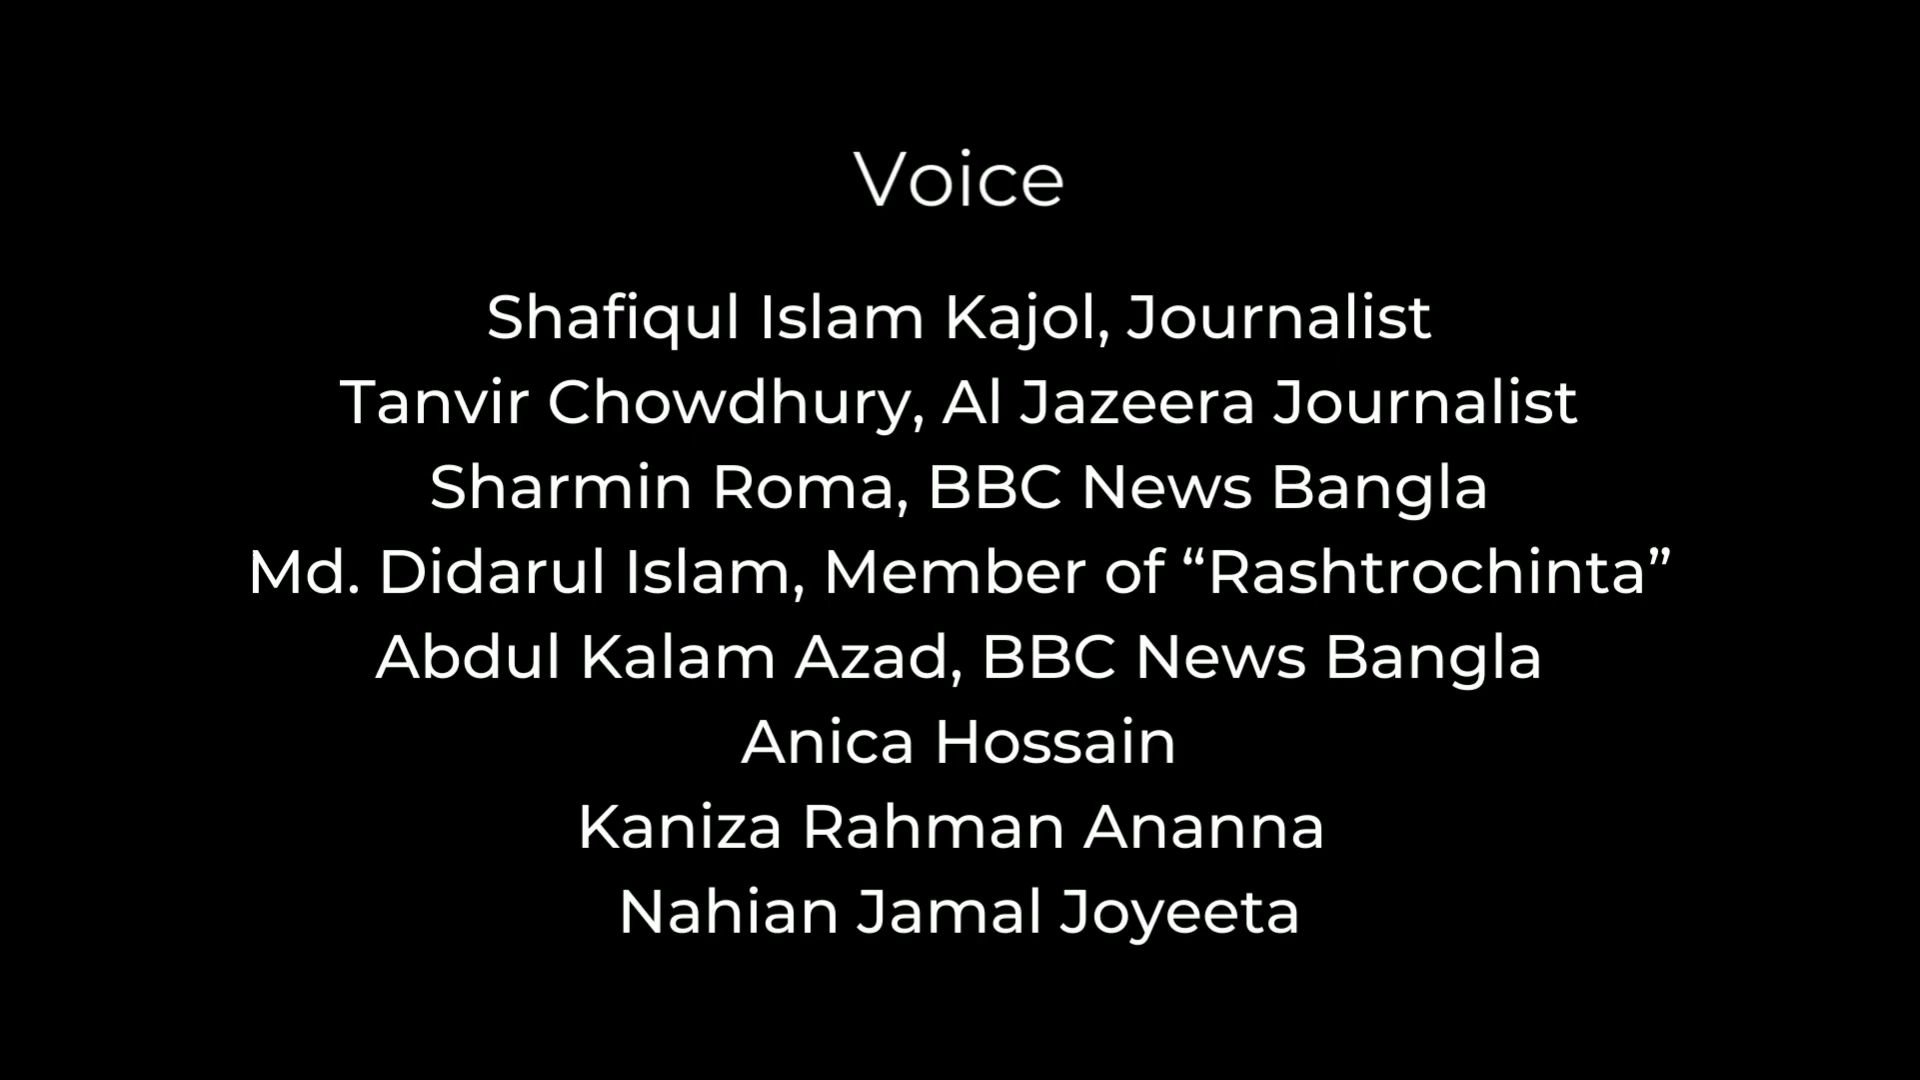 Voice
Shafiqul Islam Kajol, Journalist
Tanvir Chowdhury, Al Jazeera Journalist
Sharmin Roma, BBC News Bangla
Md. Didarul Islam, Member of “Rashtrochinta”
Abdul Kalam Azad, BBC News Bangla
Anica Hossain
Kaniza Rahman Ananna
Nahian Jamal Joyeeta